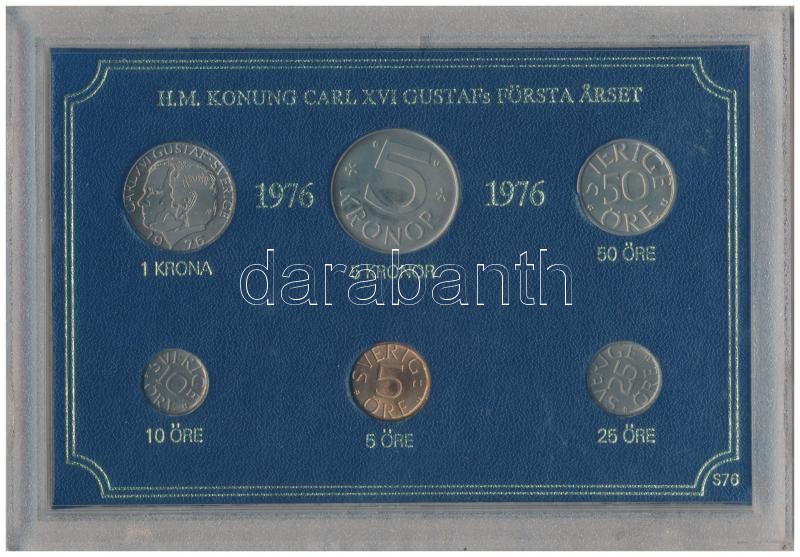 H.M. KONUNG CARL XVI GUSTAFs FÖRSTA ÅRSET
CARL XVI GUSTAF·SVERIGE
1976
1976
5
KRONOR
1976
SVERIGE
50
ÖRE
1 KRONA
5 KRONOR
50 ÖRE
darabanth
SVERIGE
10
ÖRE
SVERIGE
5
ÖRE
SVERIGE
25
ÖRE
10 ÖRE
5 ÖRE
25 ÖRE
S76